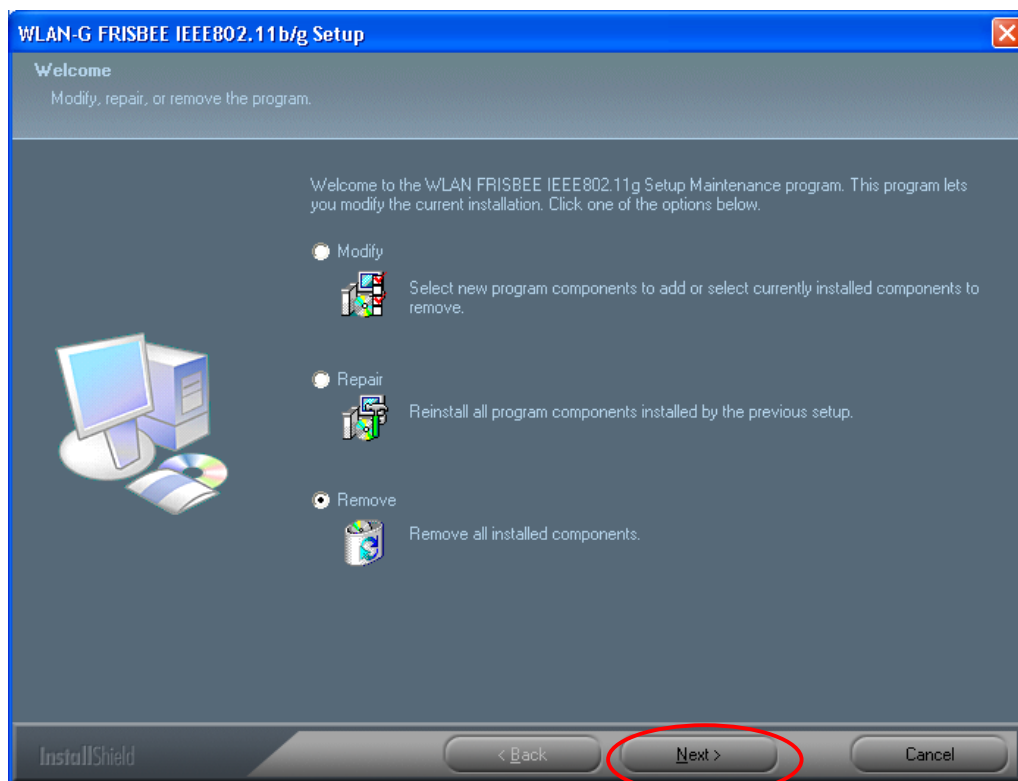 WLAN-G FRISBEE IEEE802.11b/g Setup
Welcome
Modify, repair, or remove the program.
Welcome to the WLAN FRISBEE IEEE802.11g Setup Maintenance program. This program lets
you modify the current installation. Click one of the options below.
Modify
Select new program components to add or select currently installed components to
remove.
Repair
Reinstall all program components installed by the previous setup.
Remove
Remove all installed components.
InstallShield
< Back
Next >
Cancel